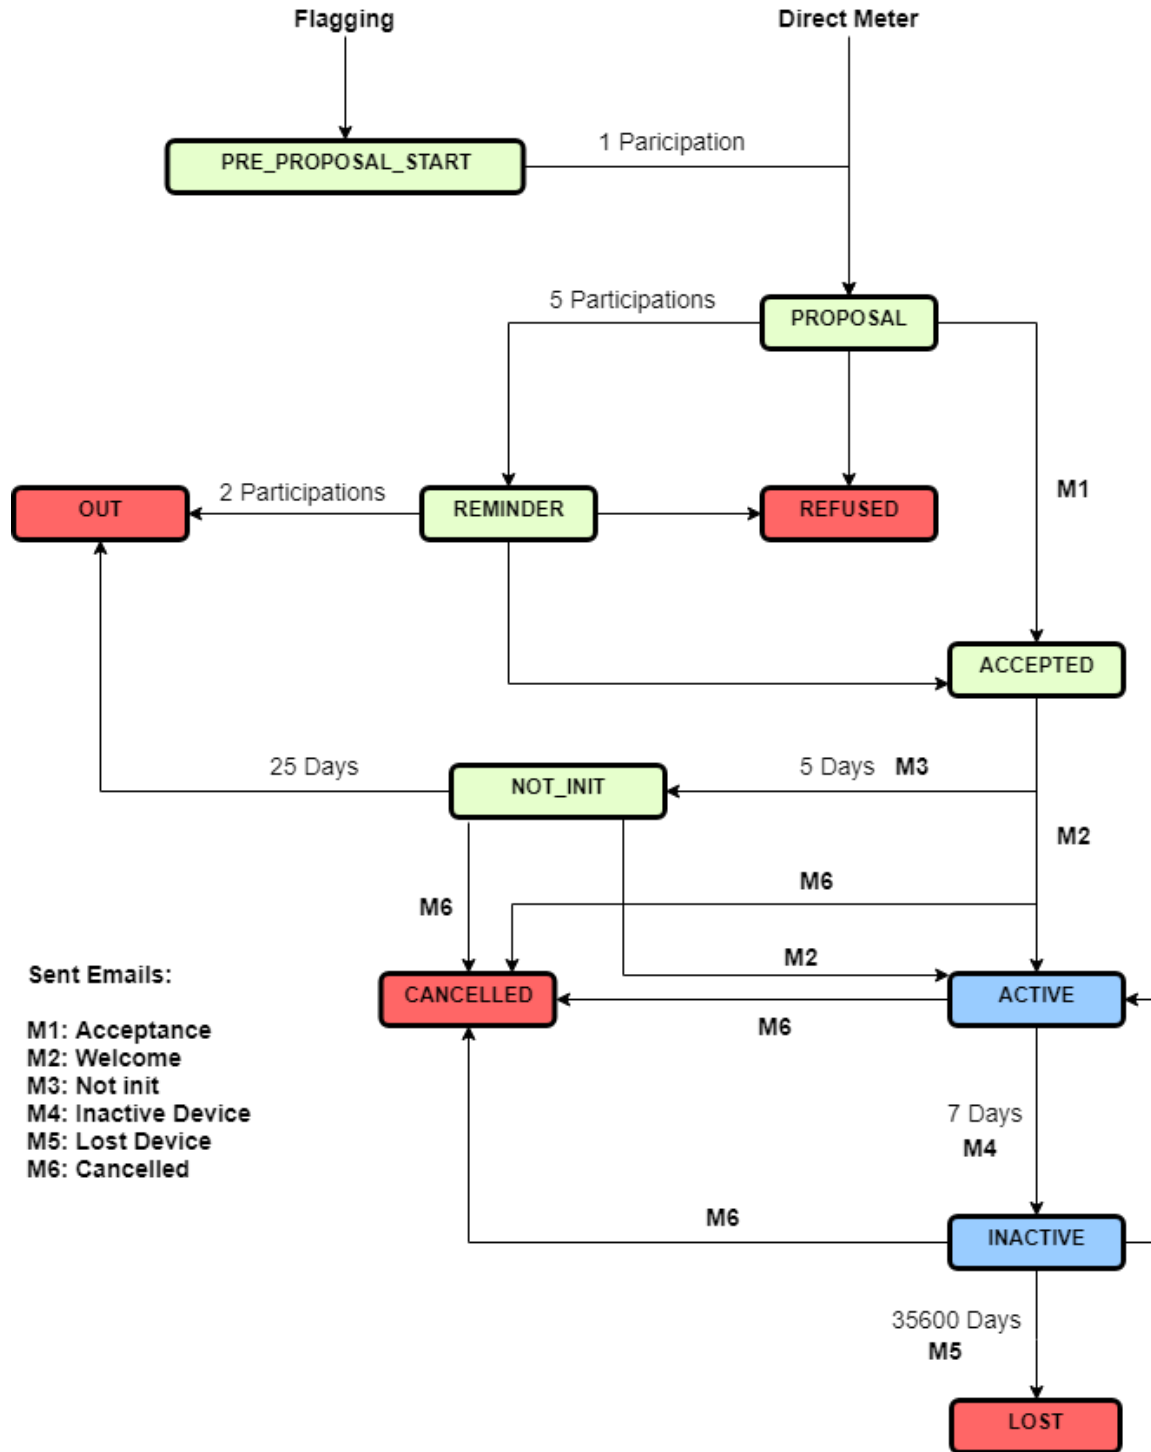 Flagging
Direct Meter
1 Paricipation
PRE_PROPOSAL_START
5 Participations
PROPOSAL
2 Participations
OUT
REMINDER
REFUSED
M1
ACCEPTED
25 Days
5 Days M3
NOT_INIT
M2
M6
M6
M2
Sent Emails:
CANCELLED
ACTIVE
M6
M1: Acceptance
M2: Welcome
M3: Not init
M4: Inactive Device
M5: Lost Device
M6: Cancelled
7 Days
M4
M6
INACTIVE
35600 Days
M5
LOST